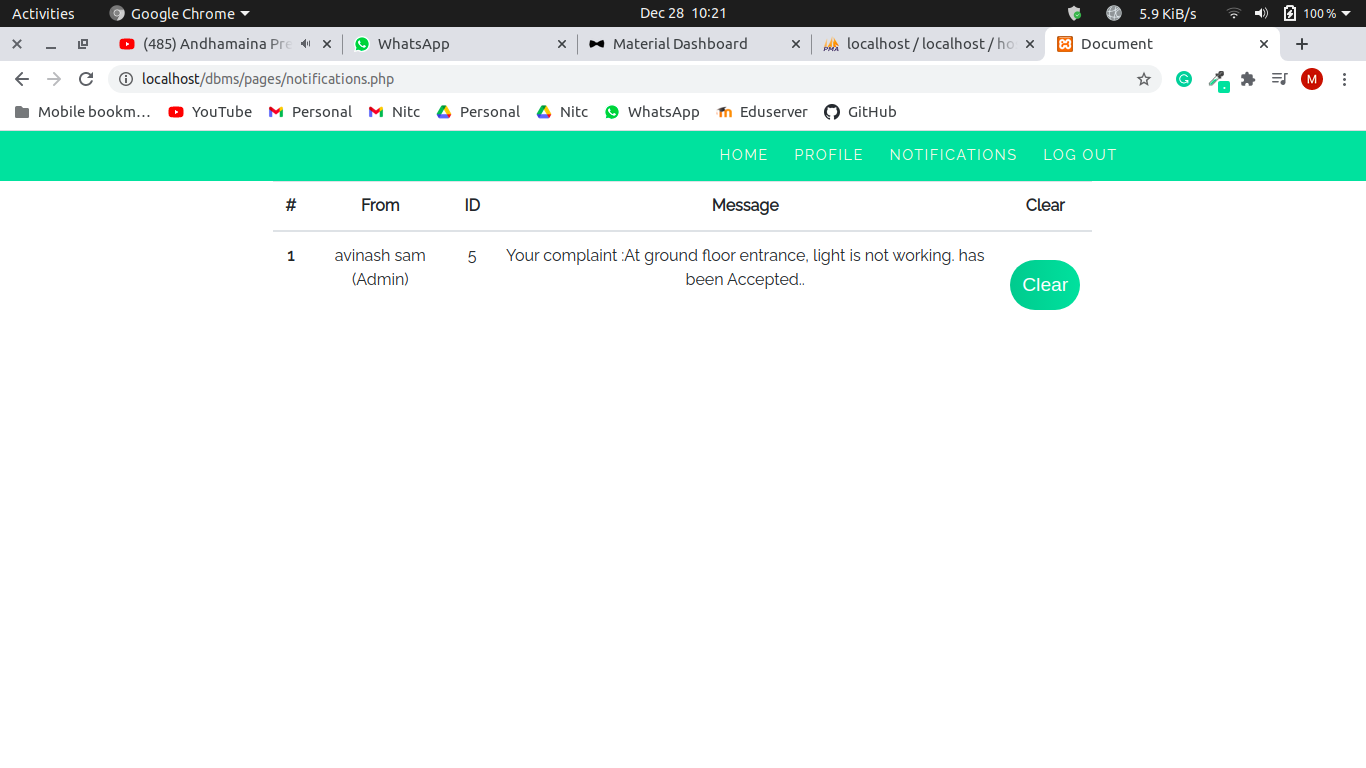 Activities Google Chrome Dec 28 10:21 5.9 KiB/s 100 %
(485) Andhamaina Pre WhatsApp Material Dashboard localhost / localhost / ho Document
localhost/dbms/pages/notifications.php G M
Mobile bookm… YouTube Personal Nitc Personal Nitc WhatsApp Eduserver GitHub
HOME PROFILE NOTIFICATIONS LOG OUT
# From ID Message Clear
1 avinash sam 5 Your complaint :At ground floor entrance, light is not working. has
(Admin) been Accepted..
Clear